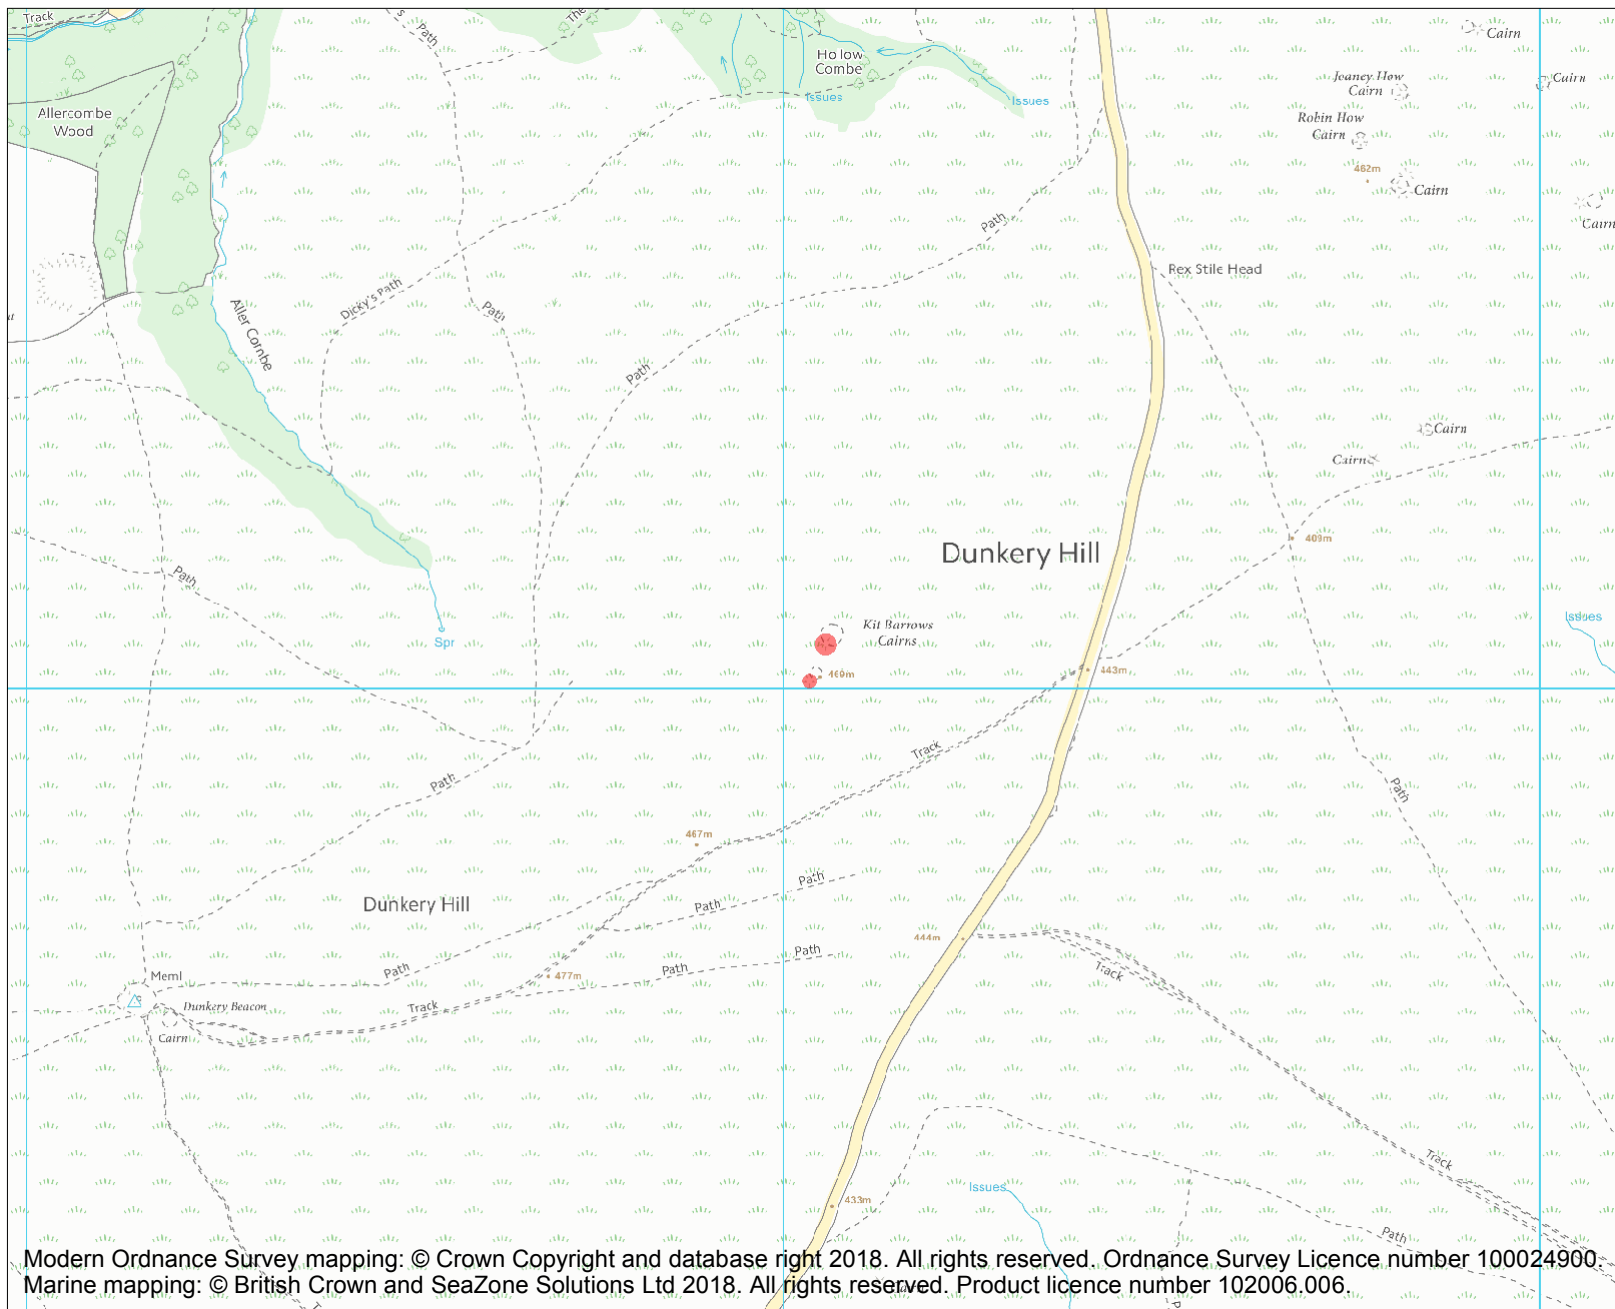 Track
Path
Cairn
Hollow
Combe
Issues
Issues
Joaney How
Cairn
Cairn
Allercombe
Wood
Robin How
Cairn
462m
Cairn
Cairn
Path
Rex Stile Head
Dicky's Path
Path
Aller Combe
Path
Cairn
Cairn
Dunkery Hill
409m
Path
Spr
Kit Barrows
Cairns
Issues
469m
443m
Track
Path
Path
467m
Path
Dunkery Hill
Path
444m
Path
Path
Path
Meml
477m
Track
Dunkery Beacon
Track
Cairn
Track
Issues
433m
Path
Modern Ordnance Survey mapping: © Crown Copyright and database right 2018. All rights reserved. Ordnance Survey Licence number 100024900.
Marine mapping: © British Crown and SeaZone Solutions Ltd 2018. All rights reserved. Product licence number 102006.006.